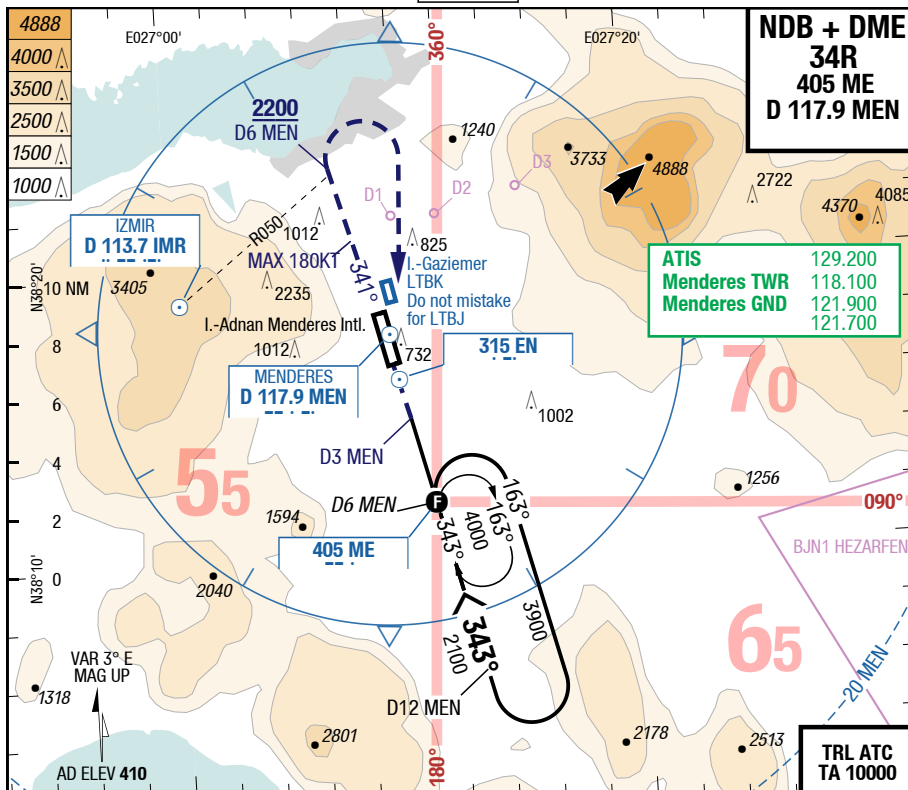 4888
4000
3500
2500
1500
1000
E027°00'
E027°20'
360°
NDB + DME
34R
405 ME
D 117.9 MEN
2200
D6 MEN
1240
3733
4888
2722
4085
4370
D1
D2
D3
R050
1012
IZMIR
D 113.7 IMR
3405
MAX 180KT
341°
825
2235
I.-Gaziemer
LTBK
Do not mistake
for LTBJ
ATIS 129.200
Menderes TWR 118.100
Menderes GND 121.900
121.700
N38°20'
10 NM
8
6
4
2
0
N38°10'
I.-Adnan Menderes Intl.
1012
732
315 EN
MENDERES
D 117.9 MEN
70
1002
D3 MEN
55
D6 MEN
F
163°
163°
4000
343°
1256
090°
1594
405 ME
BJN1 HEZARFEN
2040
3900
343°
2100
65
VAR 3° E
MAG UP
1318
D12 MEN
20 MEN
2801
2178
2513
AD ELEV 410
180°
TRL ATC
TA 10000